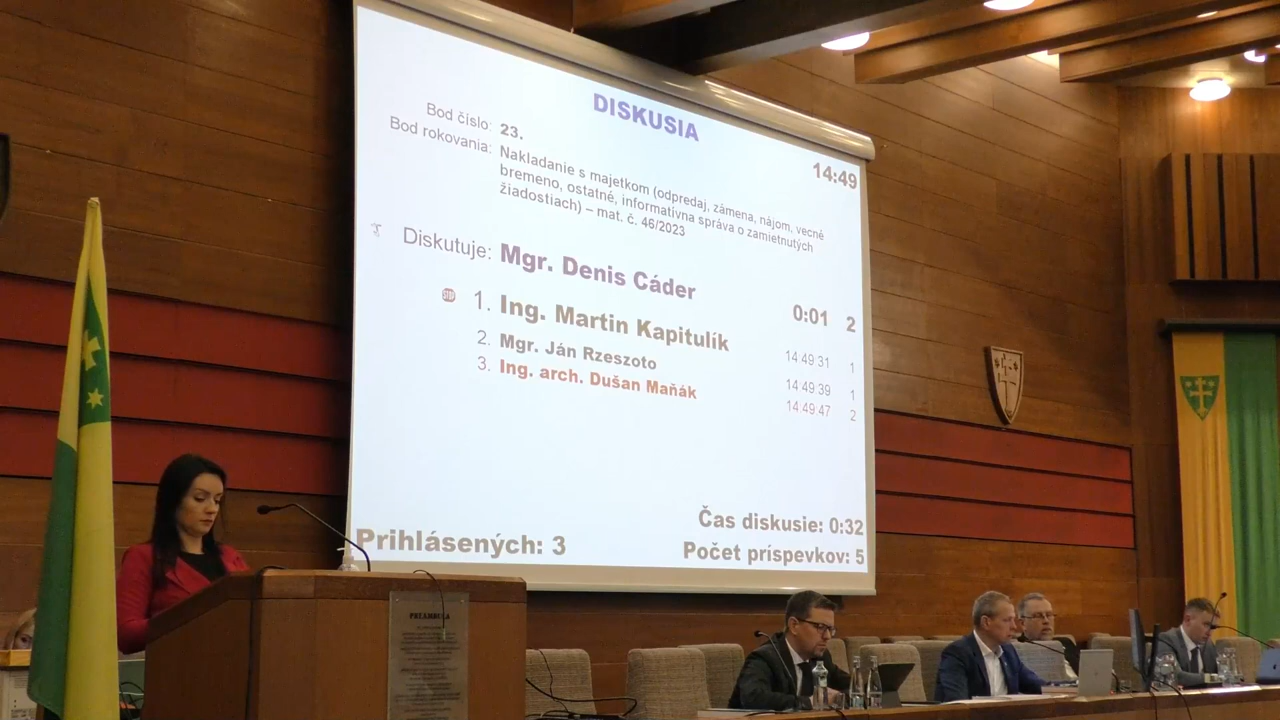 DISKUSIA
14:49
Bod číslo: 23.
Bod rokovania: Nakladanie s majetkom (odpredaj, zámena, nájom, vecné
bremeno, ostatné, informatívna správa o zamietnutých
žiadostiach) – mat. č. 46/2023
Diskutuje: Mgr. Denis Cáder 0:01 2
STOP 1. Ing. Martin Kapitulík 14:49:31 1
2. Mgr. Ján Rzeszoto 14:49:39 1
3. Ing. arch. Dušan Maňák 14:49:47 2
Čas diskusie: 0:32
Prihlásených: 3 Počet príspevkov: 5
PREAMBULA